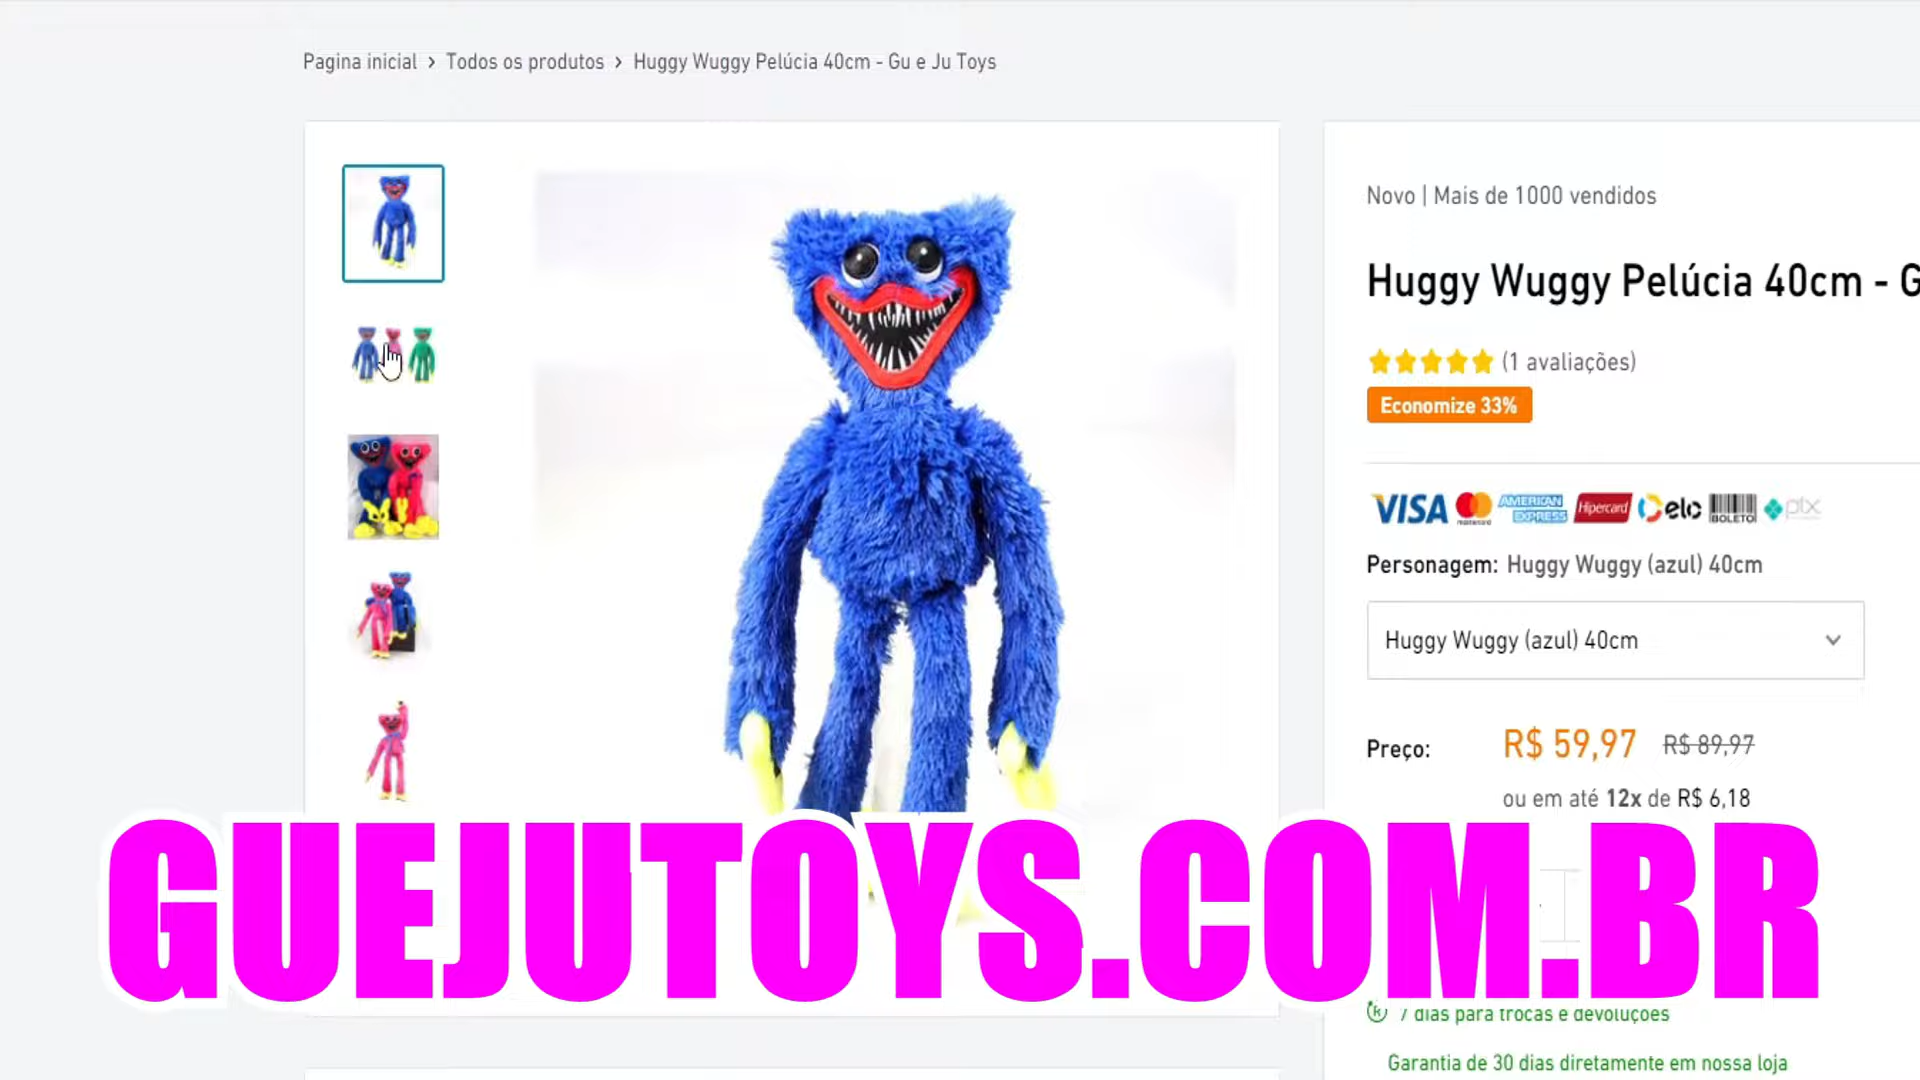 Pagina inicial > Todos os produtos > Huggy Wuggy Pelúcia 40cm - Gu e Ju Toys
Novo | Mais de 1000 vendidos
Huggy Wuggy Pelúcia 40cm - G
(1 avaliações)
Economize 33%
VISA mastercard AMERICAN EXPRESS Hipercard elo BOLETO pix
Personagem: Huggy Wuggy (azul) 40cm
Huggy Wuggy (azul) 40cm
Preço: R$ 59,97 R$ 89,97
ou em até 12x de R$ 6,18
GUEJUTOYS.COM.BR
7 dias para trocas e devoluções
Garantia de 30 dias diretamente em nossa loja